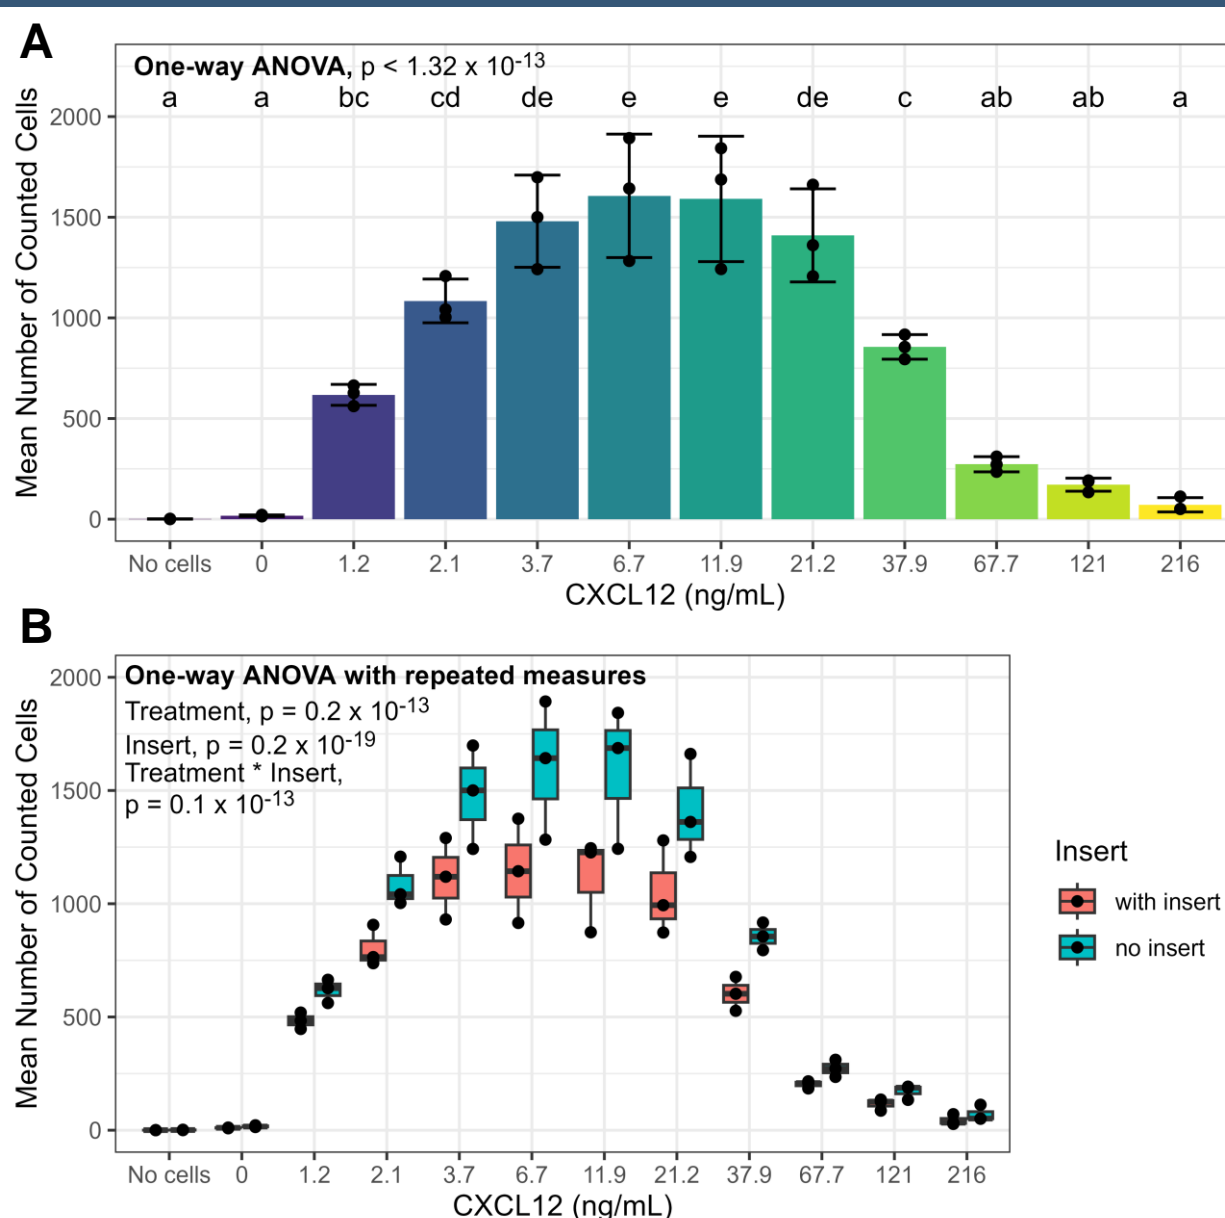 A
One-way ANOVA, p < 1.32 x 10-13
a a bc cd de e e de c ab ab a
Mean Number of Counted Cells
2000
1500
1000
500
0
No cells 0 1.2 2.1 3.7 6.7 11.9 21.2 37.9 67.7 121 216
CXCL12 (ng/mL)
B
One-way ANOVA with repeated measures
Treatment, p = 0.2 x 10-13
Insert, p = 0.2 x 10-19
Treatment * Insert,
p = 0.1 x 10-13
Mean Number of Counted Cells
2000
1500
1000
500
0
No cells 0 1.2 2.1 3.7 6.7 11.9 21.2 37.9 67.7 121 216
CXCL12 (ng/mL)
Insert
with insert
no insert